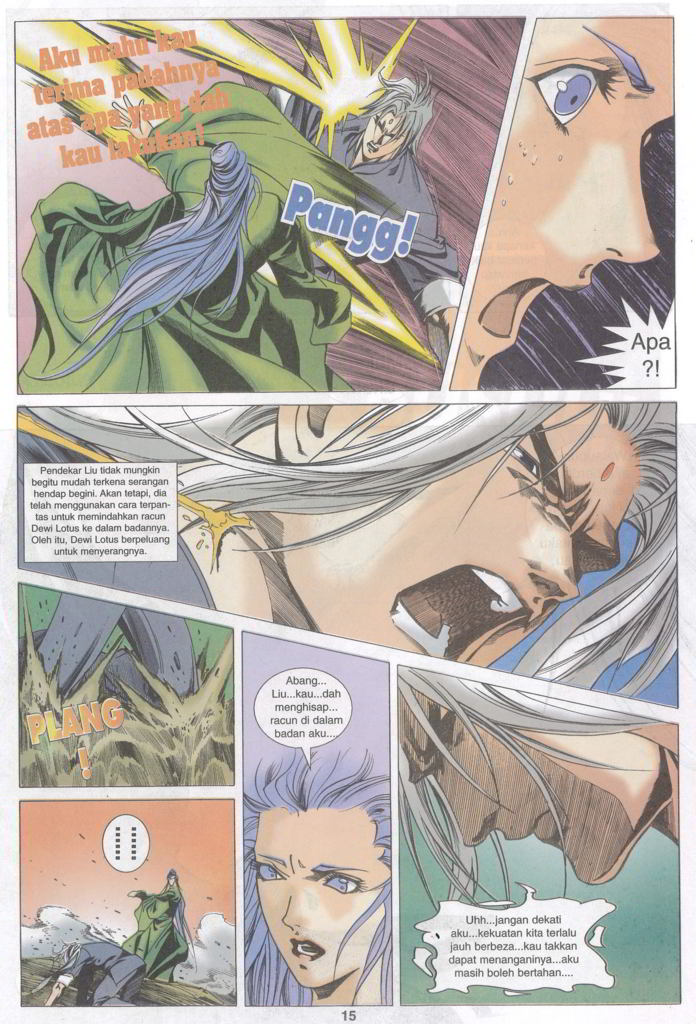 Aku mahu kau
terima padahnya
atas apa yang dah
kau lakukan!
Pangg!
Apa
?!
Pendekar Liu tidak mungkin
begitu mudah terkena serangan
hendap begini. Akan tetapi, dia
telah menggunakan cara terpan-
tas untuk memindahkan racun
Dewi Lotus ke dalam badannya.
Oleh itu, Dewi Lotus berpeluang
untuk menyerangnya.
PLANG
!
Abang...
Liu...kau...dah
menghisap...
racun di dalam
badan aku....
Uhh...jangan dekati
aku...kekuatan kita terlalu
jauh berbeza...kau takkan
dapat menanganinya...aku
masih boleh bertahan....
15